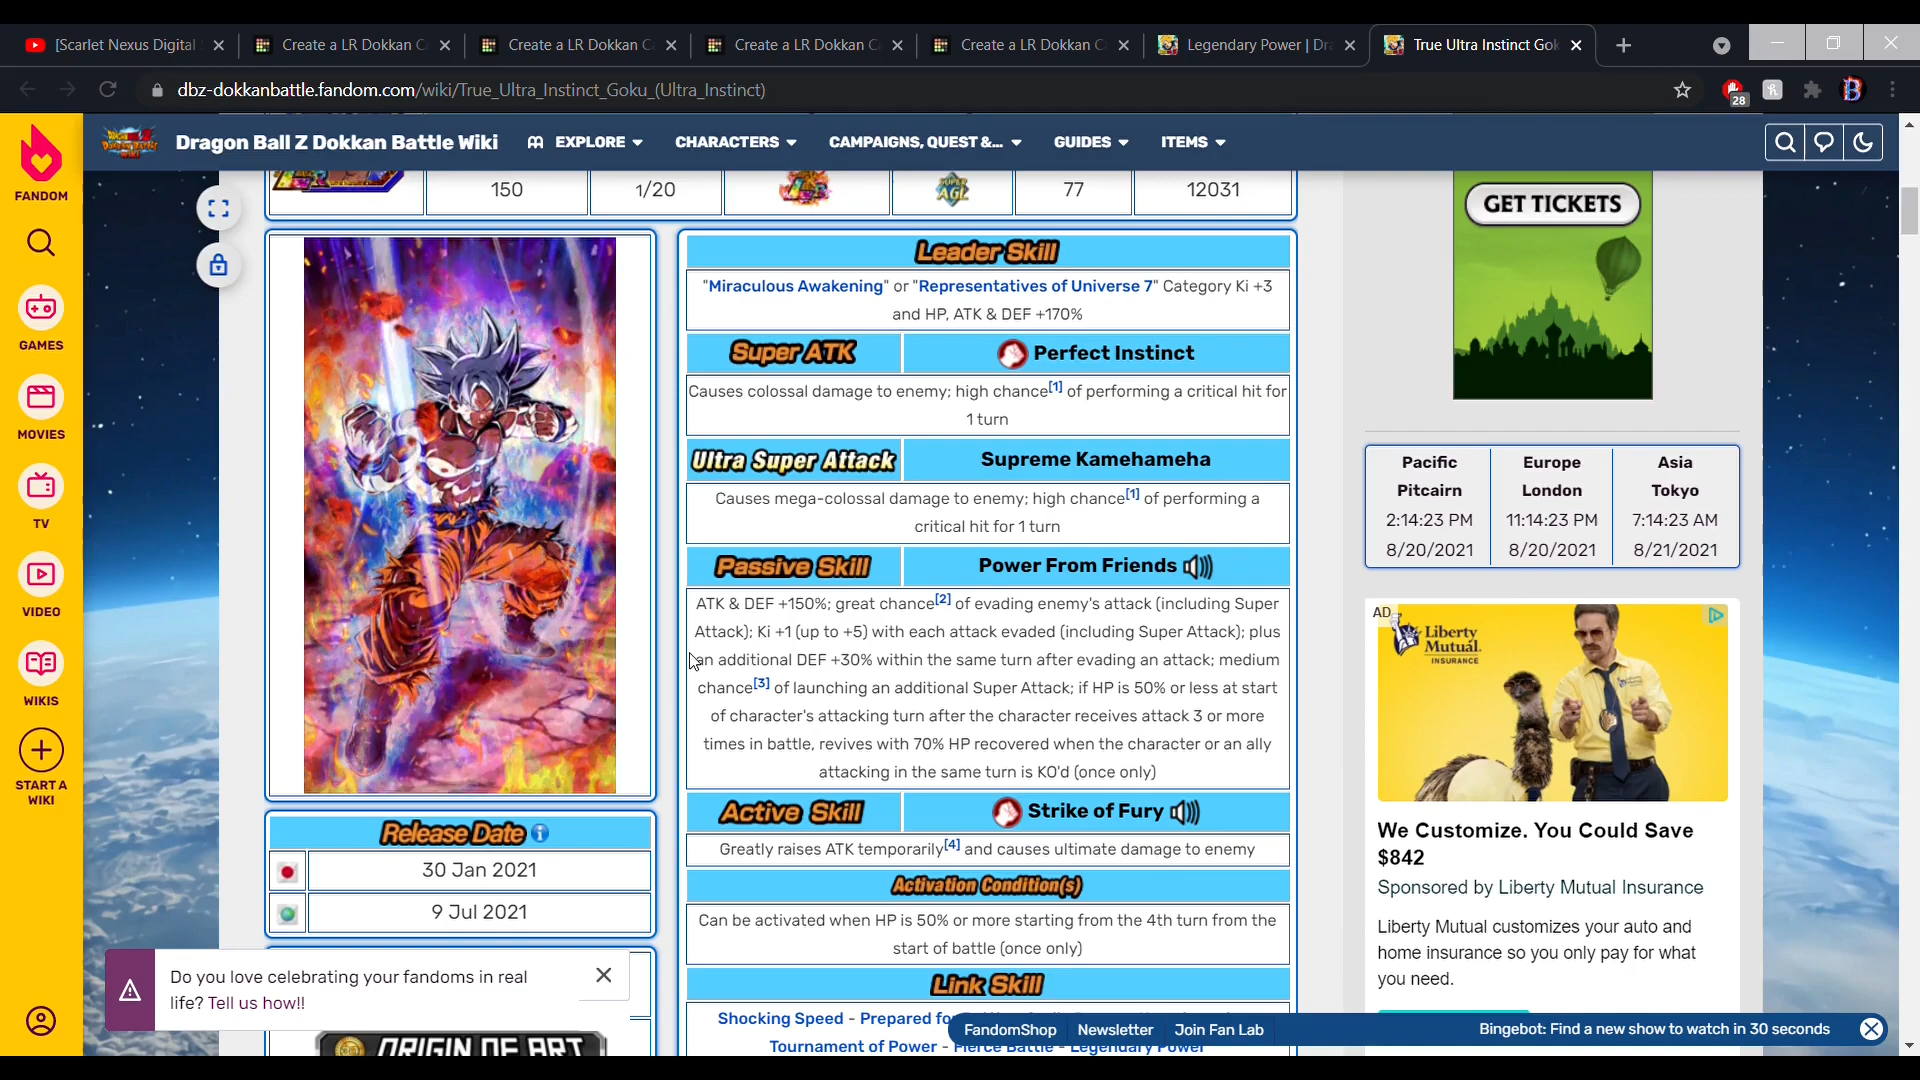 [Scarlet Nexus Digital
Create a LR Dokkan C
Create a LR Dokkan C
Create a LR Dokkan C
Create a LR Dokkan C
Legendary Power | Dra
True Ultra Instinct Gok
dbz-dokkanbattle.fandom.com/wiki/True_Ultra_Instinct_Goku_(Ultra_Instinct)
28
Dragon Ball Z Dokkan Battle Wiki
EXPLORE
CHARACTERS
CAMPAIGNS, QUEST &...
GUIDES
ITEMS
FANDOM
GAMES
MOVIES
TV
VIDEO
WIKIS
START A
WIKI
150
1/20
LR
SUPER
AGL
77
12031
Leader Skill
"Miraculous Awakening" or "Representatives of Universe 7" Category Ki +3
and HP, ATK & DEF +170%
Super ATK
Perfect Instinct
Causes colossal damage to enemy; high chance[1] of performing a critical hit for
1 turn
Ultra Super Attack
Supreme Kamehameha
Causes mega-colossal damage to enemy; high chance[1] of performing a
critical hit for 1 turn
Passive Skill
Power From Friends
ATK & DEF +150%; great chance[2] of evading enemy's attack (including Super
Attack); Ki +1 (up to +5) with each attack evaded (including Super Attack); plus
an additional DEF +30% within the same turn after evading an attack; medium
chance[3] of launching an additional Super Attack; if HP is 50% or less at start
of character's attacking turn after the character receives attack 3 or more
times in battle, revives with 70% HP recovered when the character or an ally
attacking in the same turn is KO'd (once only)
Active Skill
Strike of Fury
Greatly raises ATK temporarily[4] and causes ultimate damage to enemy
Activation Condition(s)
Can be activated when HP is 50% or more starting from the 4th turn from the
start of battle (once only)
Link Skill
Shocking Speed - Prepared fo
Tournament of Power - Fierce Battle - Legendary Power
Release Date
30 Jan 2021
9 Jul 2021
Do you love celebrating your fandoms in real
life? Tell us how!!
ORIGIN OF ART
GET TICKETS
Pacific
Pitcairn
2:14:23 PM
8/20/2021
Europe
London
11:14:23 PM
8/20/2021
Asia
Tokyo
7:14:23 AM
8/21/2021
AD
Liberty
Mutual.
INSURANCE
We Customize. You Could Save
$842
Sponsored by Liberty Mutual Insurance
Liberty Mutual customizes your auto and
home insurance so you only pay for what
you need.
FandomShop
Newsletter
Join Fan Lab
Bingebot: Find a new show to watch in 30 seconds